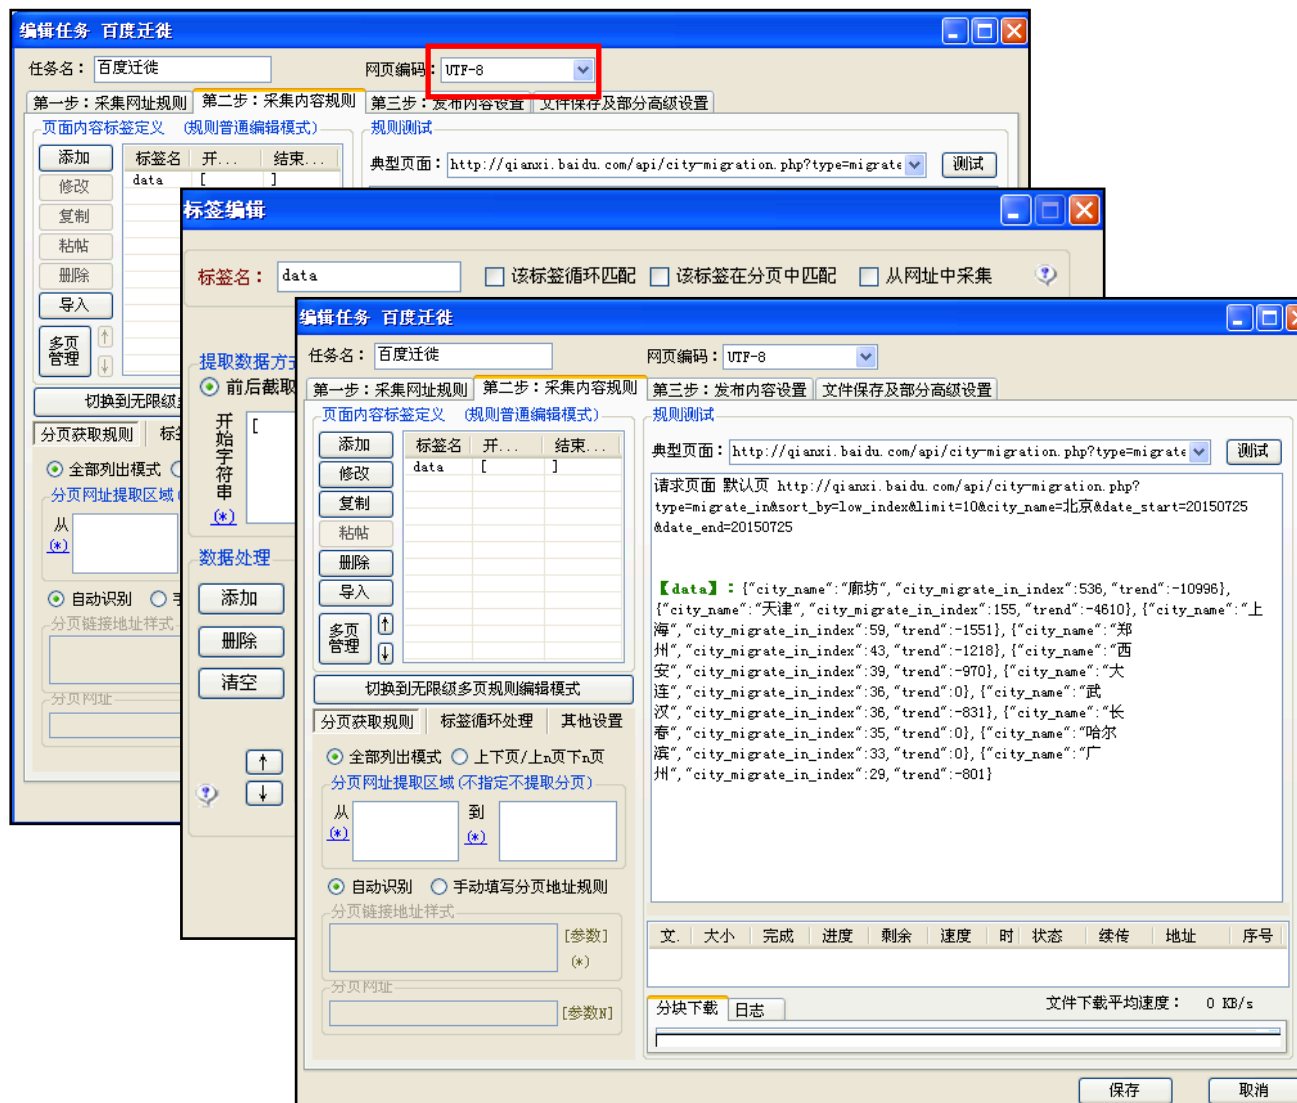 编辑任务 百度迁徙
任务名： 百度迁徙 网页编码： UTF-8
第一步：采集网址规则 第二步：采集内容规则 第三步：发布内容设置 文件保存及部分高级设置
页面内容标签定义 (规则普通编辑模式) 规则测试
添加 标签名 开... 结束... 典型页面： http://qianxi.baidu.com/api/city-migration.php?type=migrate 测试
修改 data [ ]
复制
粘帖
删除
导入
多页
管理
↑
↓
切换到无限级
分页获取规则
全部列出模式
分页网址提取区域
从
(*)
自动识别
分页链接地址样式
分页网址
标签编辑
标签名： data 该标签循环匹配 该标签在分页中匹配 从网址中采集
提取数据方式
前后截取
开始字符串 [
(*)
数据处理
添加
删除
清空
↑
↓
编辑任务 百度迁徙
任务名： 百度迁徙 网页编码： UTF-8
第一步：采集网址规则 第二步：采集内容规则 第三步：发布内容设置 文件保存及部分高级设置
页面内容标签定义 (规则普通编辑模式) 规则测试
添加 标签名 开... 结束... 典型页面： http://qianxi.baidu.com/api/city-migration.php?type=migrate 测试
修改 data [ ]
复制
粘帖
删除
导入
多页
管理
↑
↓
切换到无限级多页规则编辑模式
分页获取规则 标签循环处理 其他设置
全部列出模式 上下页/上n页下n页
分页网址提取区域(不指定不提取分页)
从 到
(*) (*)
自动识别 手动填写分页地址规则
分页链接地址样式
[参数]
(*)
分页网址
[参数N]
请求页面 默认页 http://qianxi.baidu.com/api/city-migration.php?
type=migrate_in&sort_by=low_index&limit=10&city_name=北京&date_start=20150725
&date_end=20150725
【data】：{"city_name":"廊坊","city_migrate_in_index":536,"trend":-10996},
{"city_name":"天津","city_migrate_in_index":155,"trend":-4610},{"city_name":"上
海","city_migrate_in_index":59,"trend":-1551},{"city_name":"郑
州","city_migrate_in_index":43,"trend":-1218},{"city_name":"西
安","city_migrate_in_index":39,"trend":-970},{"city_name":"大
连","city_migrate_in_index":36,"trend":0},{"city_name":"武
汉","city_migrate_in_index":36,"trend":-831},{"city_name":"长
春","city_migrate_in_index":35,"trend":0},{"city_name":"哈尔
滨","city_migrate_in_index":33,"trend":0},{"city_name":"广
州","city_migrate_in_index":29,"trend":-801}
文. 大小 完成 进度 剩余 速度 时 状态 续传 地址 序号
分块下载 日志 文件下载平均速度： 0 KB/s
保存 取消